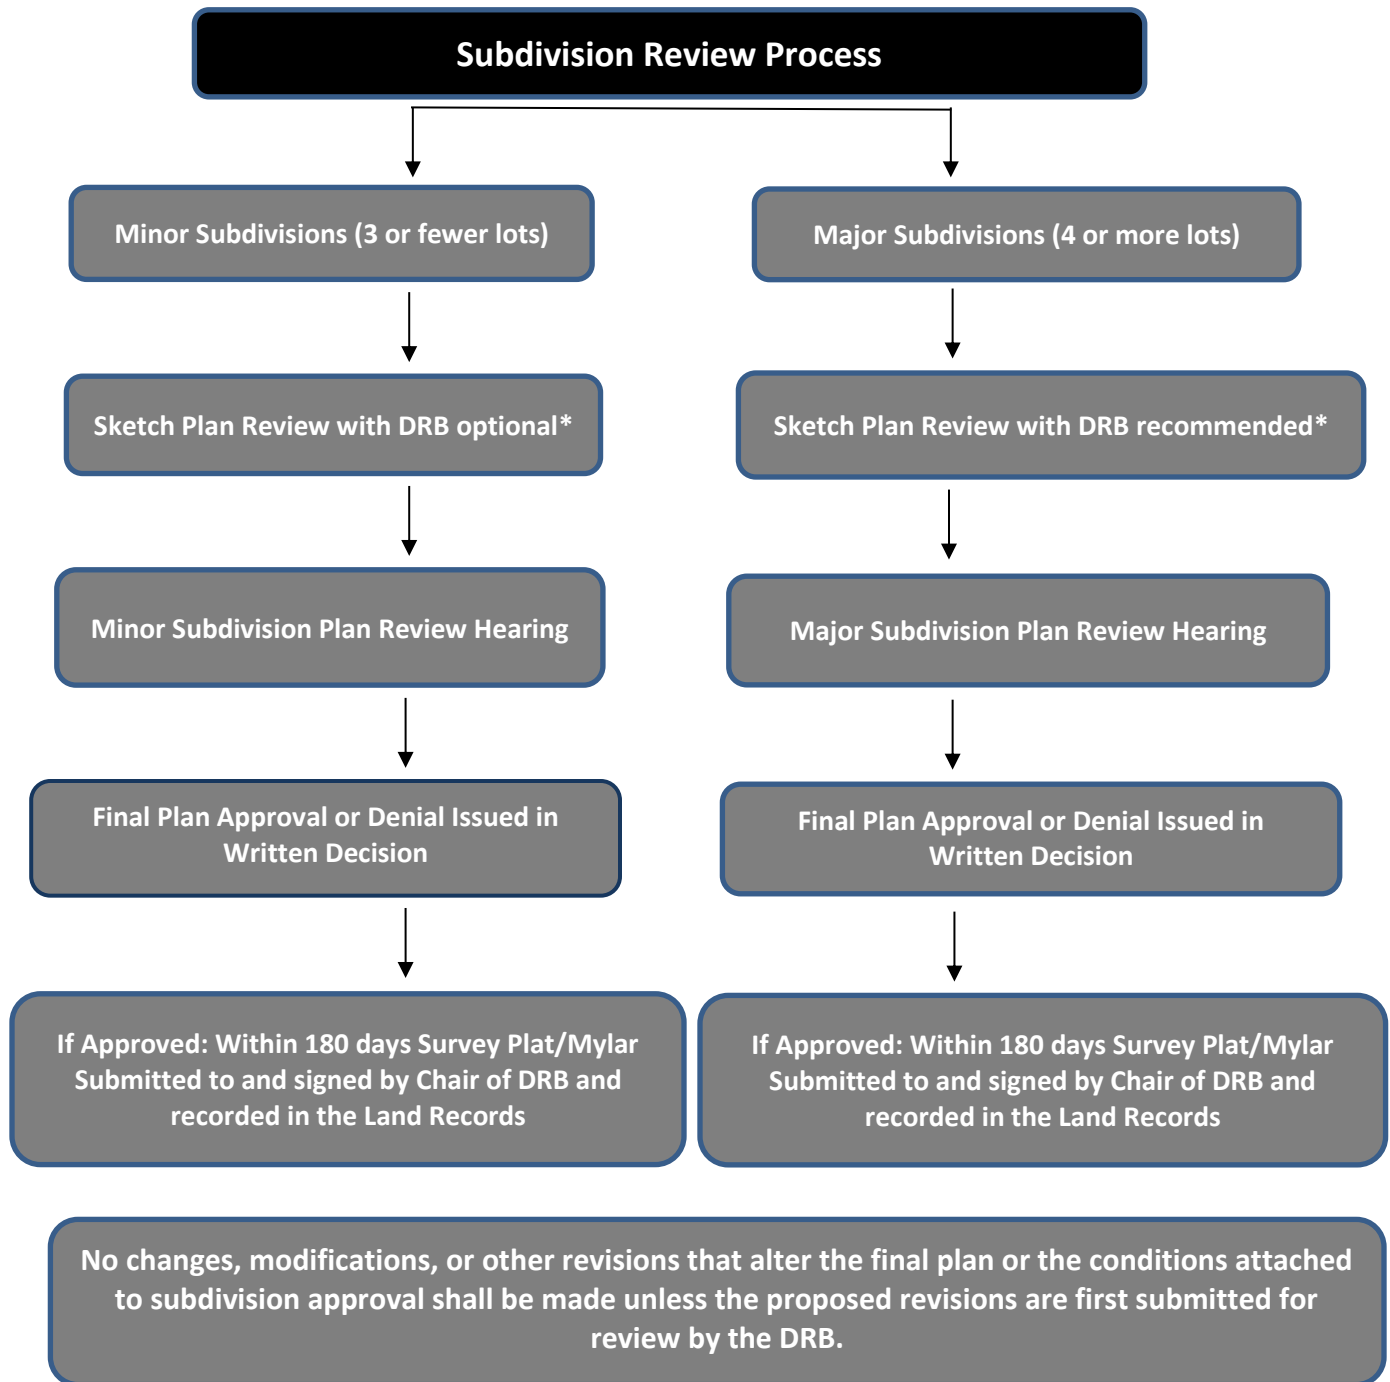 Subdivision Review Process
Minor Subdivisions (3 or fewer lots)
Major Subdivisions (4 or more lots)
Sketch Plan Review with DRB optional*
Sketch Plan Review with DRB recommended*
Minor Subdivision Plan Review Hearing
Major Subdivision Plan Review Hearing
Final Plan Approval or Denial Issued in
Written Decision
Final Plan Approval or Denial Issued in
Written Decision
If Approved: Within 180 days Survey Plat/Mylar
Submitted to and signed by Chair of DRB and
recorded in the Land Records
If Approved: Within 180 days Survey Plat/Mylar
Submitted to and signed by Chair of DRB and
recorded in the Land Records
No changes, modifications, or other revisions that alter the final plan or the conditions attached
to subdivision approval shall be made unless the proposed revisions are first submitted for
review by the DRB.